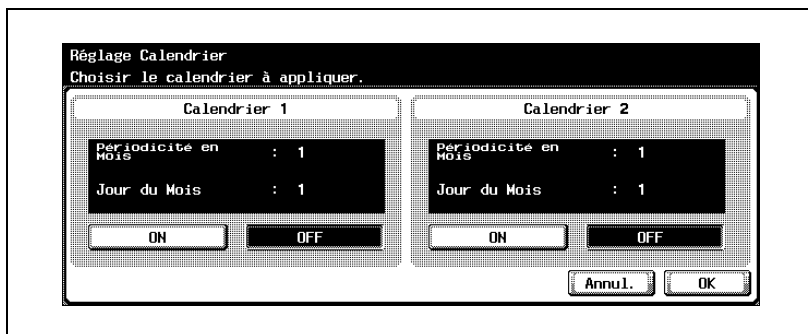 Réglage Calendrier
Choisir le calendrier à appliquer.
Calendrier 1
Périodicité en
Mois : 1
Jour du Mois : 1
ON OFF
Calendrier 2
Périodicité en
Mois : 1
Jour du Mois : 1
ON OFF
Annul. OK